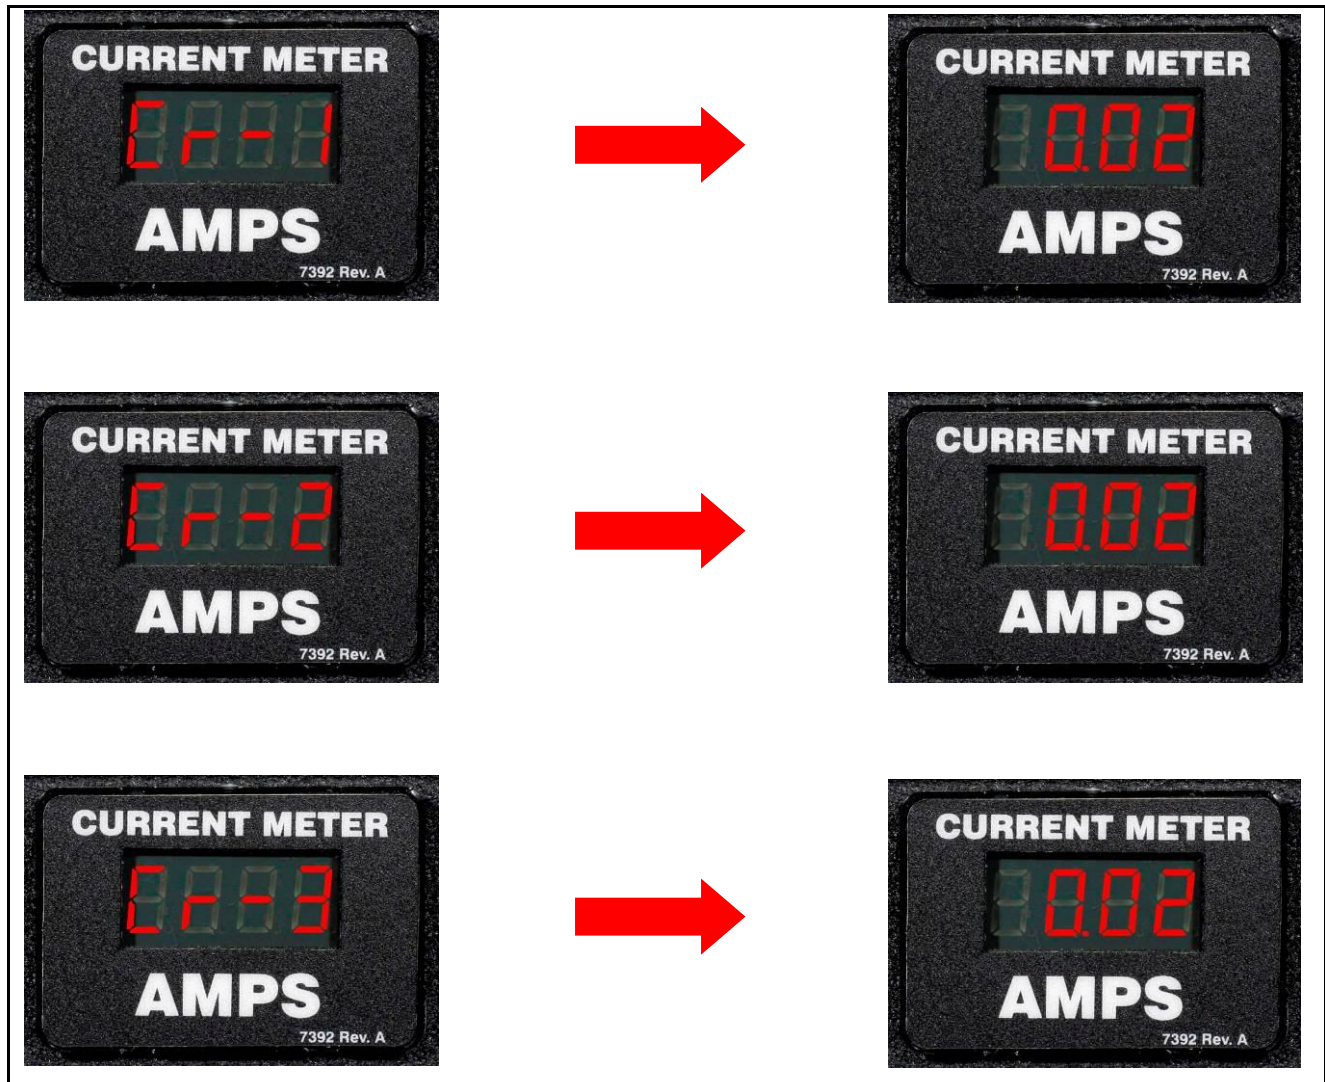 CURRENT METER
Cr-1
AMPS
7392 Rev. A
CURRENT METER
0.02
AMPS
7392 Rev. A
CURRENT METER
Cr-2
AMPS
7392 Rev. A
CURRENT METER
0.02
AMPS
7392 Rev. A
CURRENT METER
Cr-3
AMPS
7392 Rev. A
CURRENT METER
0.02
AMPS
7392 Rev. A